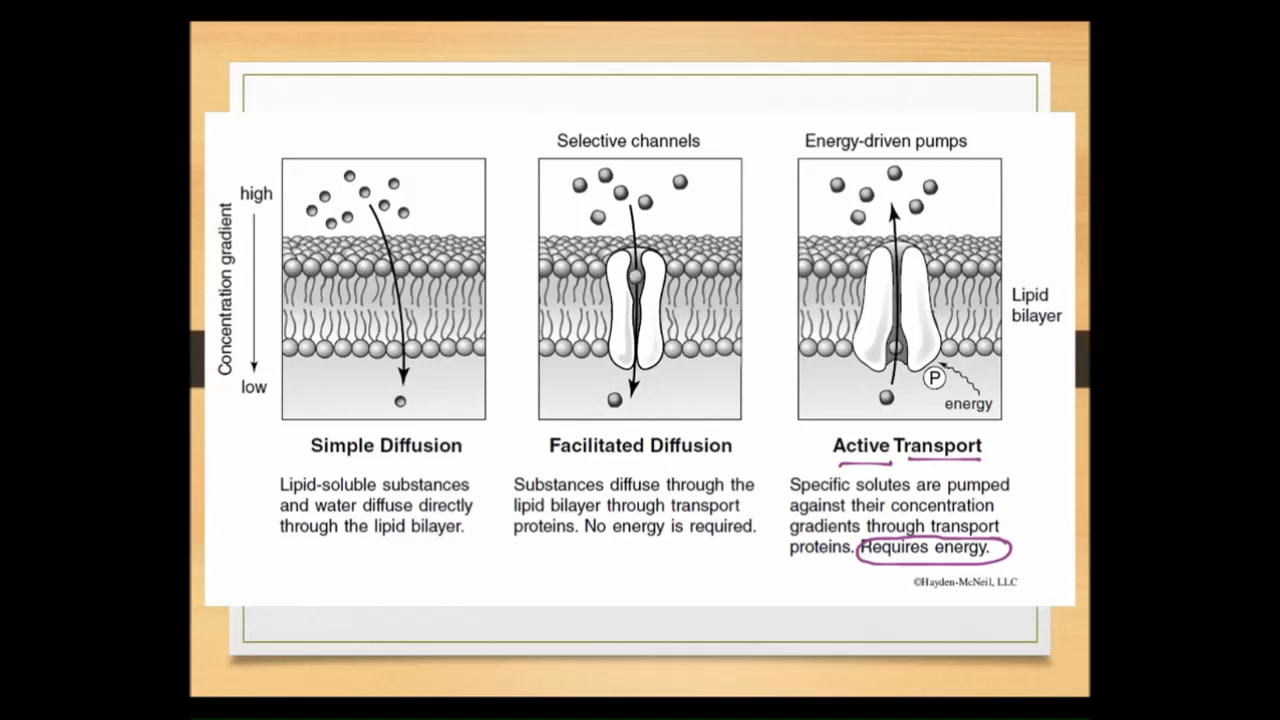 Selective channels
Energy-driven pumps
Concentration gradient
high
low
Lipid
bilayer
P
energy
Simple Diffusion
Lipid-soluble substances
and water diffuse directly
through the lipid bilayer.
Facilitated Diffusion
Substances diffuse through the
lipid bilayer through transport
proteins. No energy is required.
Active Transport
Specific solutes are pumped
against their concentration
gradients through transport
proteins. Requires energy.
©Hayden-McNeil, LLC